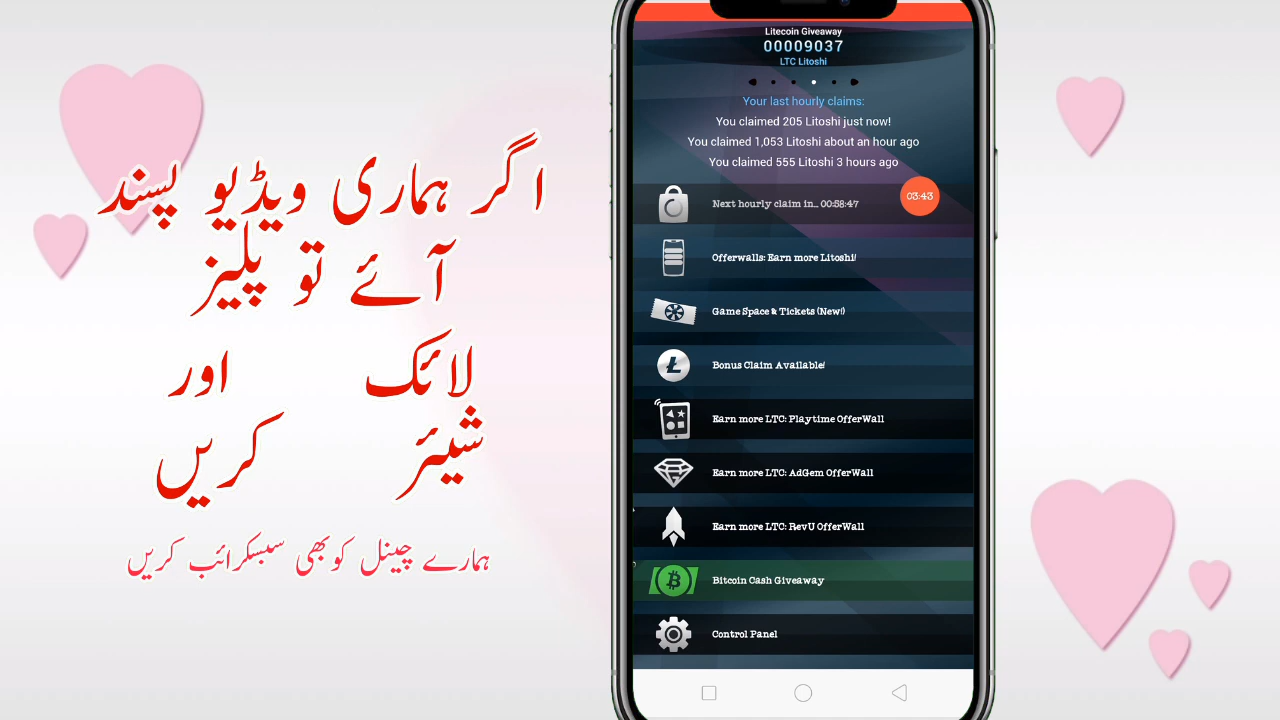 اگر ہماری ویڈیو پسند
آئے تو پلیز
لائک اور
شیئر کریں
ہمارے چینل کوبھی سبسکرائب کریں
Litecoin Giveaway
00009037
LTC Litoshi
Your last hourly claims:
You claimed 205 Litoshi just now!
You claimed 1,053 Litoshi about an hour ago
You claimed 555 Litoshi 3 hours ago
Next hourly claim in... 00:58:47
03:43
Offerwalls: Earn more Litoshi!
Game Space & Tickets (New!)
Bonus Claim Available!
Earn more LTC: Playtime OfferWall
Earn more LTC: AdGem OfferWall
Earn more LTC: RevU OfferWall
Bitcoin Cash Giveaway
Control Panel